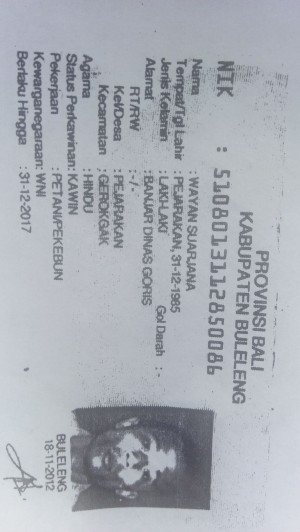 PROVINSI BALI
KABUPATEN BULELENG
NIK : 5108013112850086
Nama : WAYAN SUARJANA
Tempat/Tgl Lahir : PEJARAKAN, 31-12-1985
Jenis Kelamin : LAKI-LAKI Gol Darah : -
Alamat : BANJAR DINAS GORIS
RT/RW : - / -
Kel/Desa : PEJARAKAN
Kecamatan : GEROKGAK
Agama : HINDU
Status Perkawinan: KAWIN
Pekerjaan : PETANI/PEKEBUN
Kewarganegaraan: WNI
Berlaku Hingga : 31-12-2017
BULELENG
18-11-2012